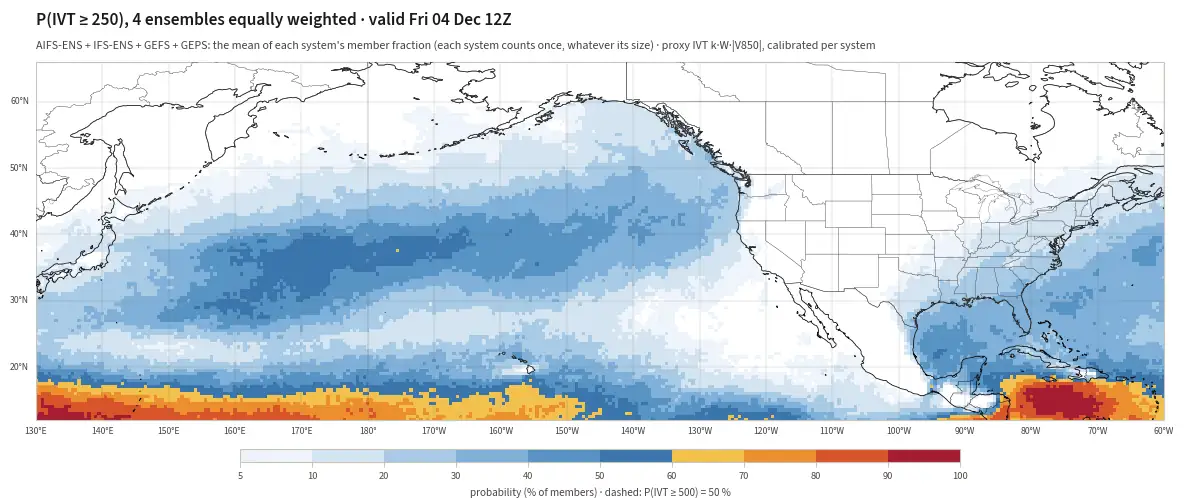 P(IVT ≥ 250), 4 ensembles equally weighted · valid Fri 04 Dec 12Z
AIFS-ENS + IFS-ENS + GEFS + GEPS: the mean of each system's member fraction (each system counts once, whatever its size) · proxy IVT k·W·|V850|, calibrated per system
60°N
50°N
40°N
30°N
20°N
130°E 140°E 150°E 160°E 170°E 180° 170°W 160°W 150°W 140°W 130°W 120°W 110°W 100°W 90°W 80°W 70°W 60°W
5 10 20 30 40 50 60 70 80 90 100
probability (% of members) · dashed: P(IVT ≥ 500) = 50 %